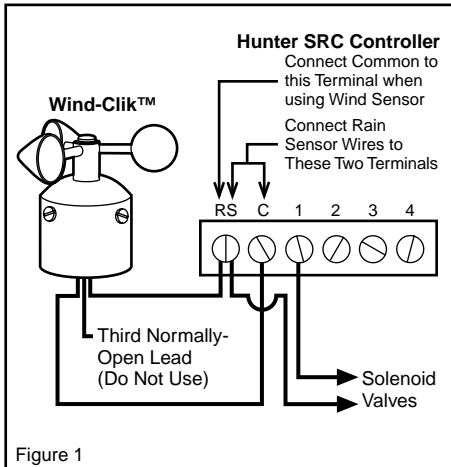 Hunter SRC Controller
Connect Common to
this Terminal when
using Wind Sensor
Wind-Clik™
Connect Rain
Sensor Wires to
These Two Terminals
RS C 1 2 3 4
Third Normally-
Open Lead
(Do Not Use)
Solenoid
Valves
Figure 1